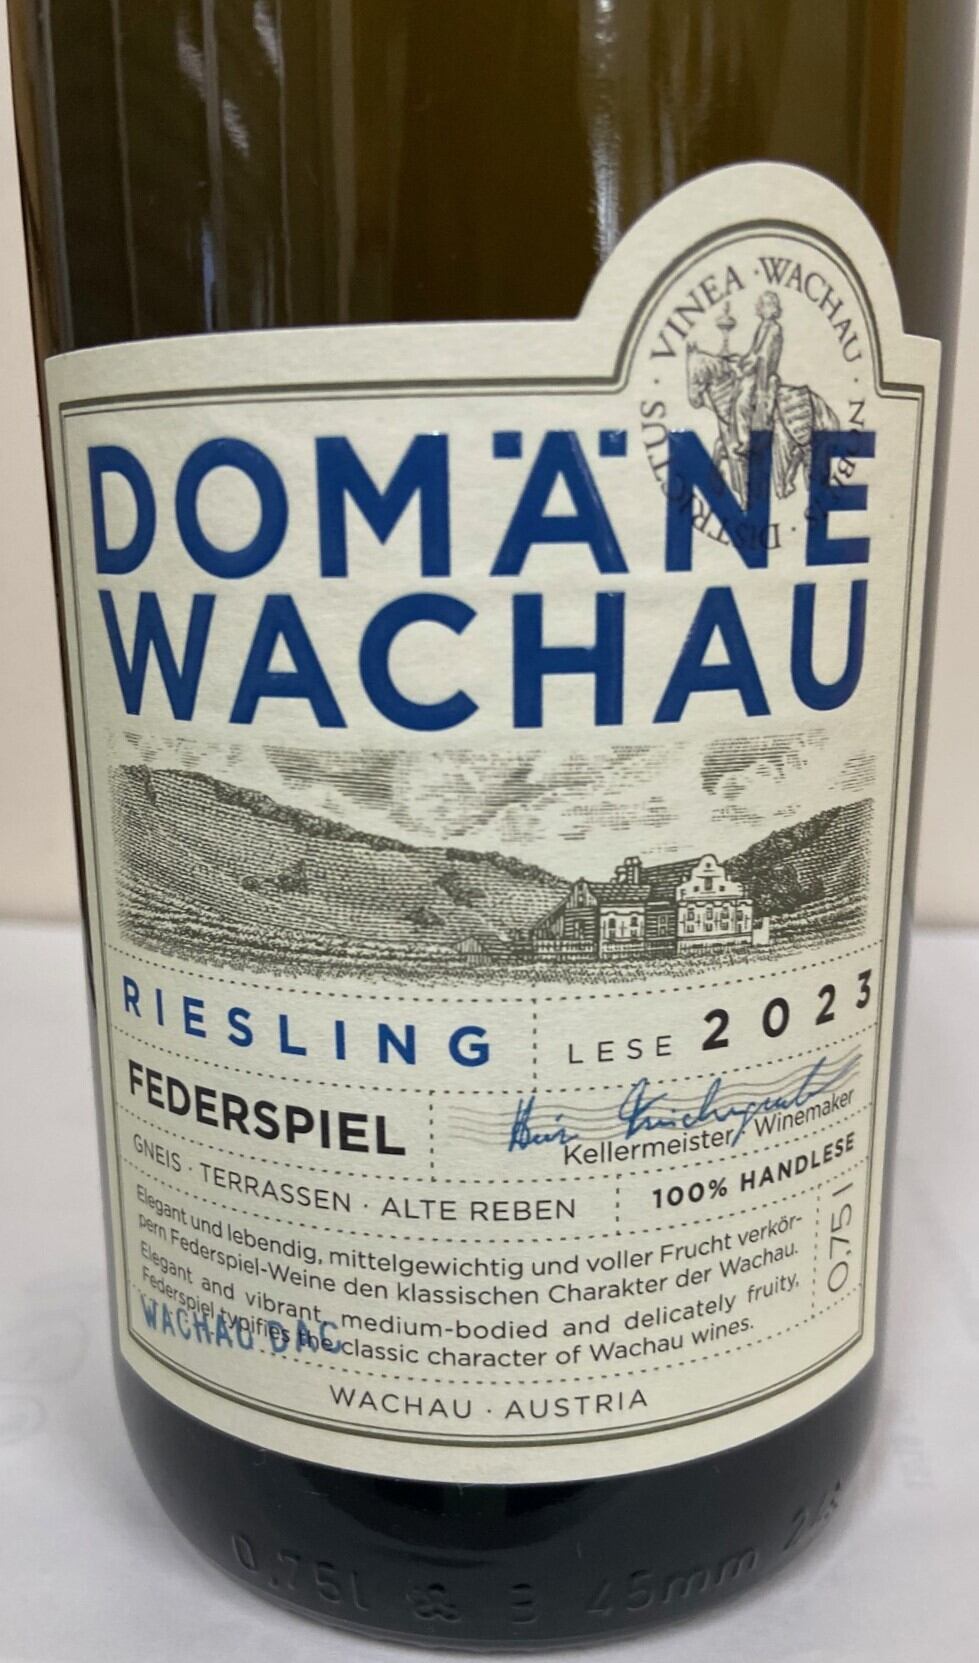 VINEA · WACHAU · NOBILIS · DISTRICTUS ·
DOMÄNE
WACHAU
RIESLING
LESE 2023
FEDERSPIEL
Kellermeister / Winemaker
GNEIS · TERRASSEN · ALTE REBEN
100% HANDLESE
Elegant und lebendig, mittelgewichtig und voller Frucht verkör-
pern Federspiel-Weine den klassischen Charakter der Wachau.
Elegant and vibrant, medium-bodied and delicately fruity,
Federspiel typifies the classic character of Wachau wines.
0,75 l
WACHAU DAC
WACHAU · AUSTRIA
0,75l 3 45mm